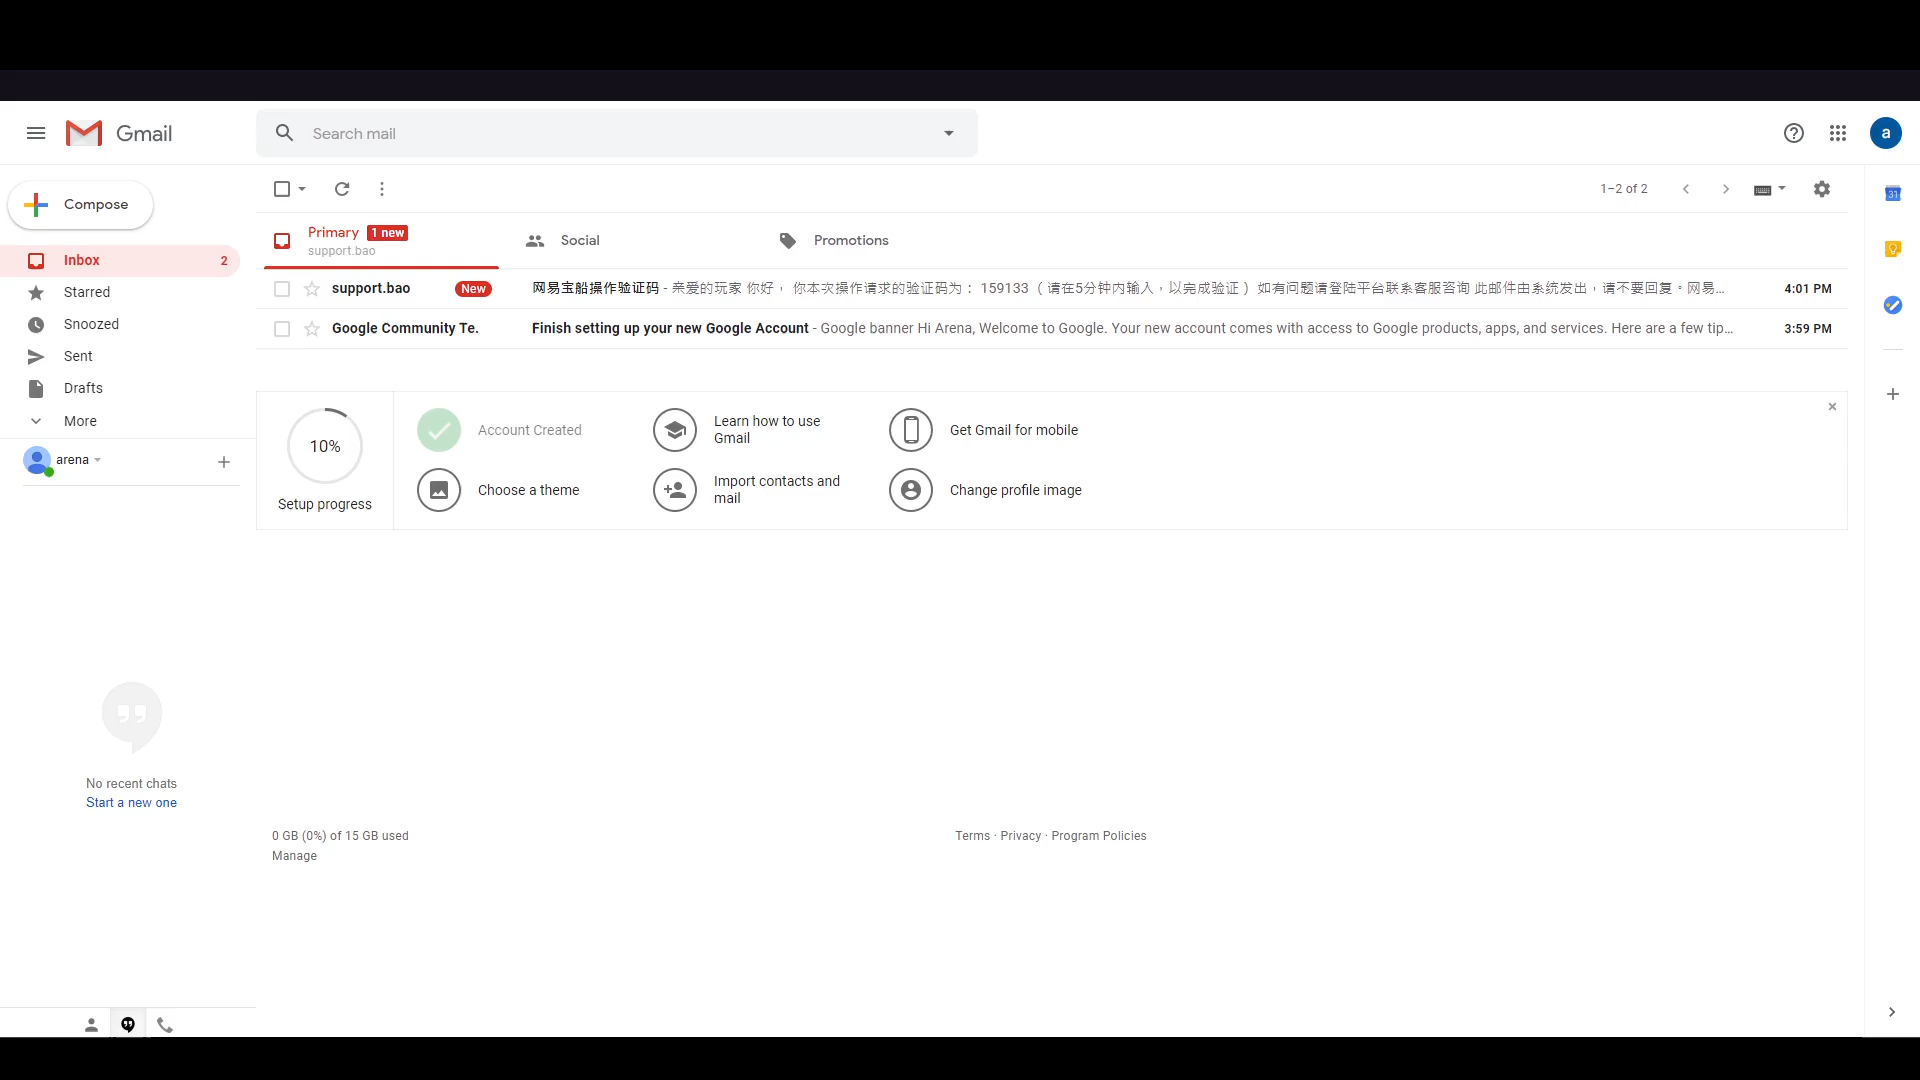 Gmail
Search mail
a
Compose
1–2 of 2
31
Primary 1 new
support.bao
Social
Promotions
Inbox 2
Starred
Snoozed
Sent
Drafts
More
support.bao New 网易宝船操作验证码 - 亲爱的玩家 你好， 你本次操作请求的验证码为： 159133 （ 请在5分钟内输入，以完成验证 ） 如有问题请登陆平台联系客服咨询 此邮件由系统发出，请不要回复。网易... 4:01 PM
Google Community Te. Finish setting up your new Google Account - Google banner Hi Arena, Welcome to Google. Your new account comes with access to Google products, apps, and services. Here are a few tip... 3:59 PM
arena
10%
Setup progress
Account Created
Learn how to use
Gmail
Get Gmail for mobile
Choose a theme
Import contacts and
mail
Change profile image
No recent chats
Start a new one
0 GB (0%) of 15 GB used
Manage
Terms · Privacy · Program Policies